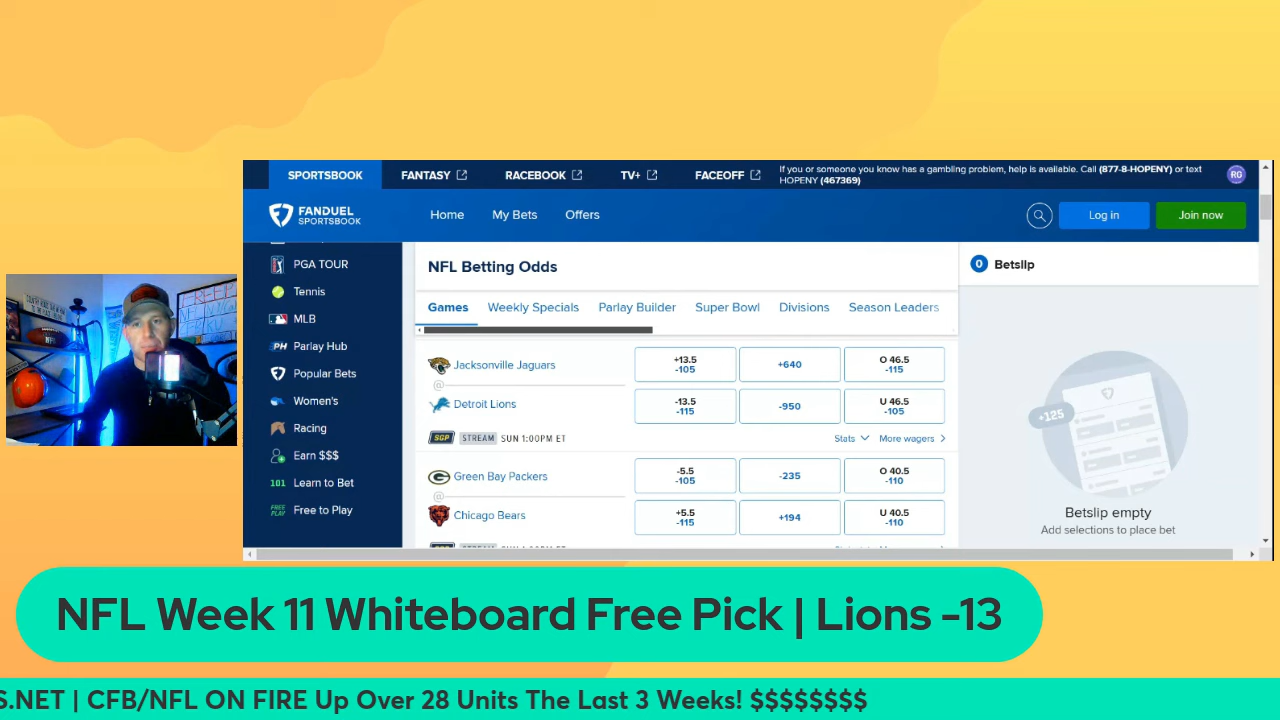 SPORTSBOOK
FANTASY
RACEBOOK
TV+
FACEOFF
If you or someone you know has a gambling problem, help is available. Call (877-8-HOPENY) or text
HOPENY (467369)
RG
FANDUEL
SPORTSBOOK
Home
My Bets
Offers
Log in
Join now
PGA TOUR
Tennis
MLB
PH Parlay Hub
Popular Bets
Women's
Racing
Earn $$$
101 Learn to Bet
FREE PLAY Free to Play
NFL Betting Odds
Games
Weekly Specials
Parlay Builder
Super Bowl
Divisions
Season Leaders
Jacksonville Jaguars
+13.5
-105
+640
O 46.5
-115
@
Detroit Lions
-13.5
-115
-950
U 46.5
-105
SGP STREAM SUN 1:00PM ET
Stats
More wagers
Green Bay Packers
-5.5
-105
-235
O 40.5
-110
@
Chicago Bears
+5.5
-115
+194
U 40.5
-110
0 Betslip
+125
Betslip empty
Add selections to place bet
NFL Week 11 Whiteboard Free Pick | Lions -13
S.NET | CFB/NFL ON FIRE Up Over 28 Units The Last 3 Weeks! $$$$$$$$